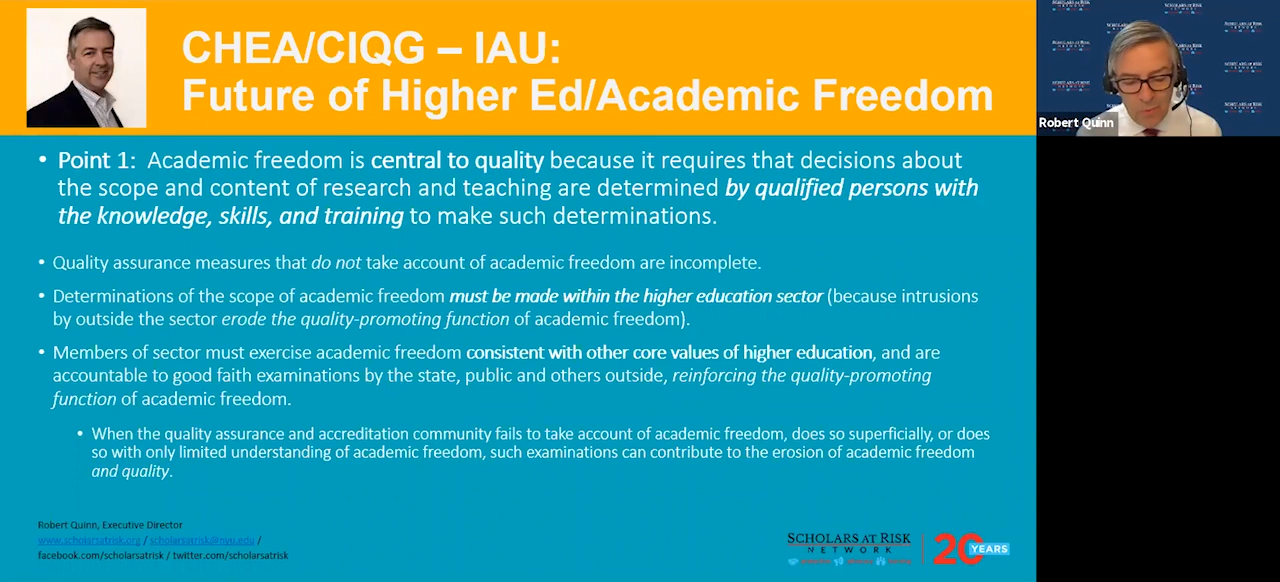 CHEA/CIQG – IAU:
Future of Higher Ed/Academic Freedom
Robert Quinn
• Point 1: Academic freedom is central to quality because it requires that decisions about
the scope and content of research and teaching are determined by qualified persons with
the knowledge, skills, and training to make such determinations.
• Quality assurance measures that do not take account of academic freedom are incomplete.
• Determinations of the scope of academic freedom must be made within the higher education sector (because intrusions
by outside the sector erode the quality-promoting function of academic freedom).
• Members of sector must exercise academic freedom consistent with other core values of higher education, and are
accountable to good faith examinations by the state, public and others outside, reinforcing the quality-promoting
function of academic freedom.
• When the quality assurance and accreditation community fails to take account of academic freedom, does so superficially, or does
so with only limited understanding of academic freedom, such examinations can contribute to the erosion of academic freedom
and quality.
Robert Quinn, Executive Director
www.scholarsatrisk.org / scholarsatrisk@nyu.edu /
facebook.com/scholarsatrisk / twitter.com/scholarsatrisk
SCHOLARS AT RISK
NETWORK
20 YEARS